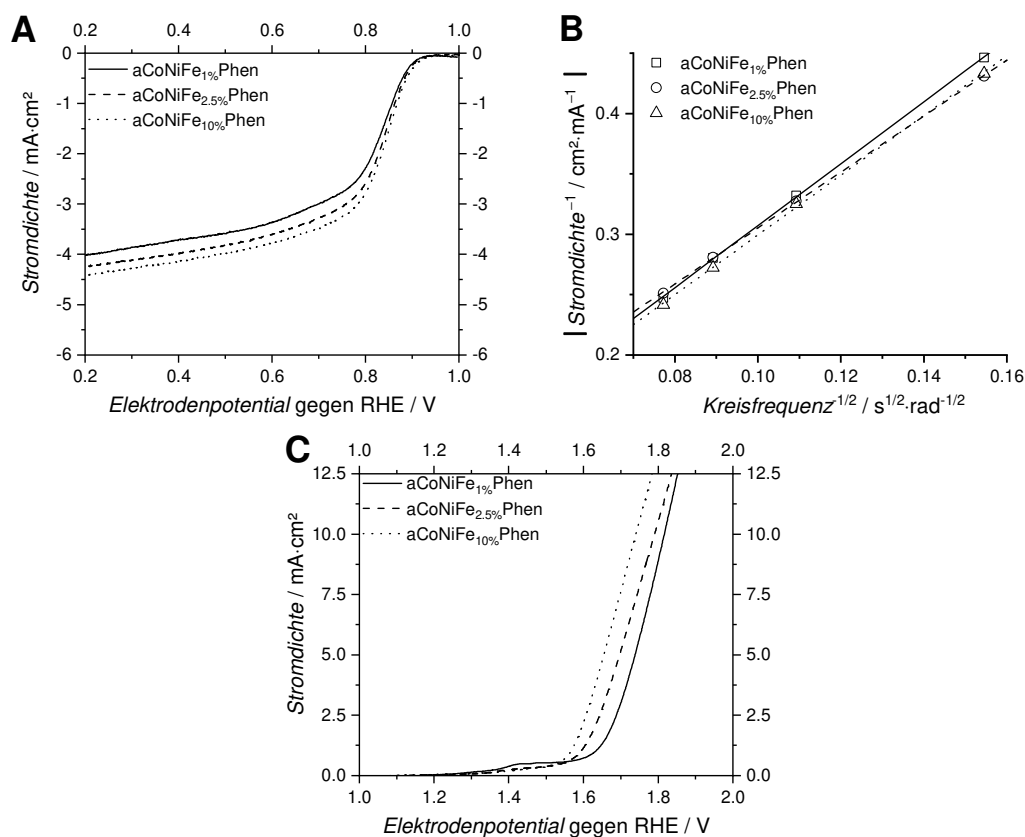 A
0.2 0.4 0.6 0.8 1.0
0 0
-1 -1
-2 -2
-3 -3
-4 -4
-5 -5
-6 -6
0.2 0.4 0.6 0.8 1.0
aCoNiFe1%Phen
aCoNiFe2.5%Phen
aCoNiFe10%Phen
Stromdichte / mA·cm²
Elektrodenpotential gegen RHE / V
B
aCoNiFe1%Phen
aCoNiFe2.5%Phen
aCoNiFe10%Phen
0.4
0.3
0.2
0.08 0.10 0.12 0.14 0.16
| Stromdichte⁻¹ / cm²·mA⁻¹ |
Kreisfrequenz⁻¹/² / s¹/²·rad⁻¹/²
C
1.0 1.2 1.4 1.6 1.8 2.0
12.5 12.5
10.0 10.0
7.5 7.5
5.0 5.0
2.5 2.5
0.0 0.0
1.0 1.2 1.4 1.6 1.8 2.0
aCoNiFe1%Phen
aCoNiFe2.5%Phen
aCoNiFe10%Phen
Stromdichte / mA·cm²
Elektrodenpotential gegen RHE / V